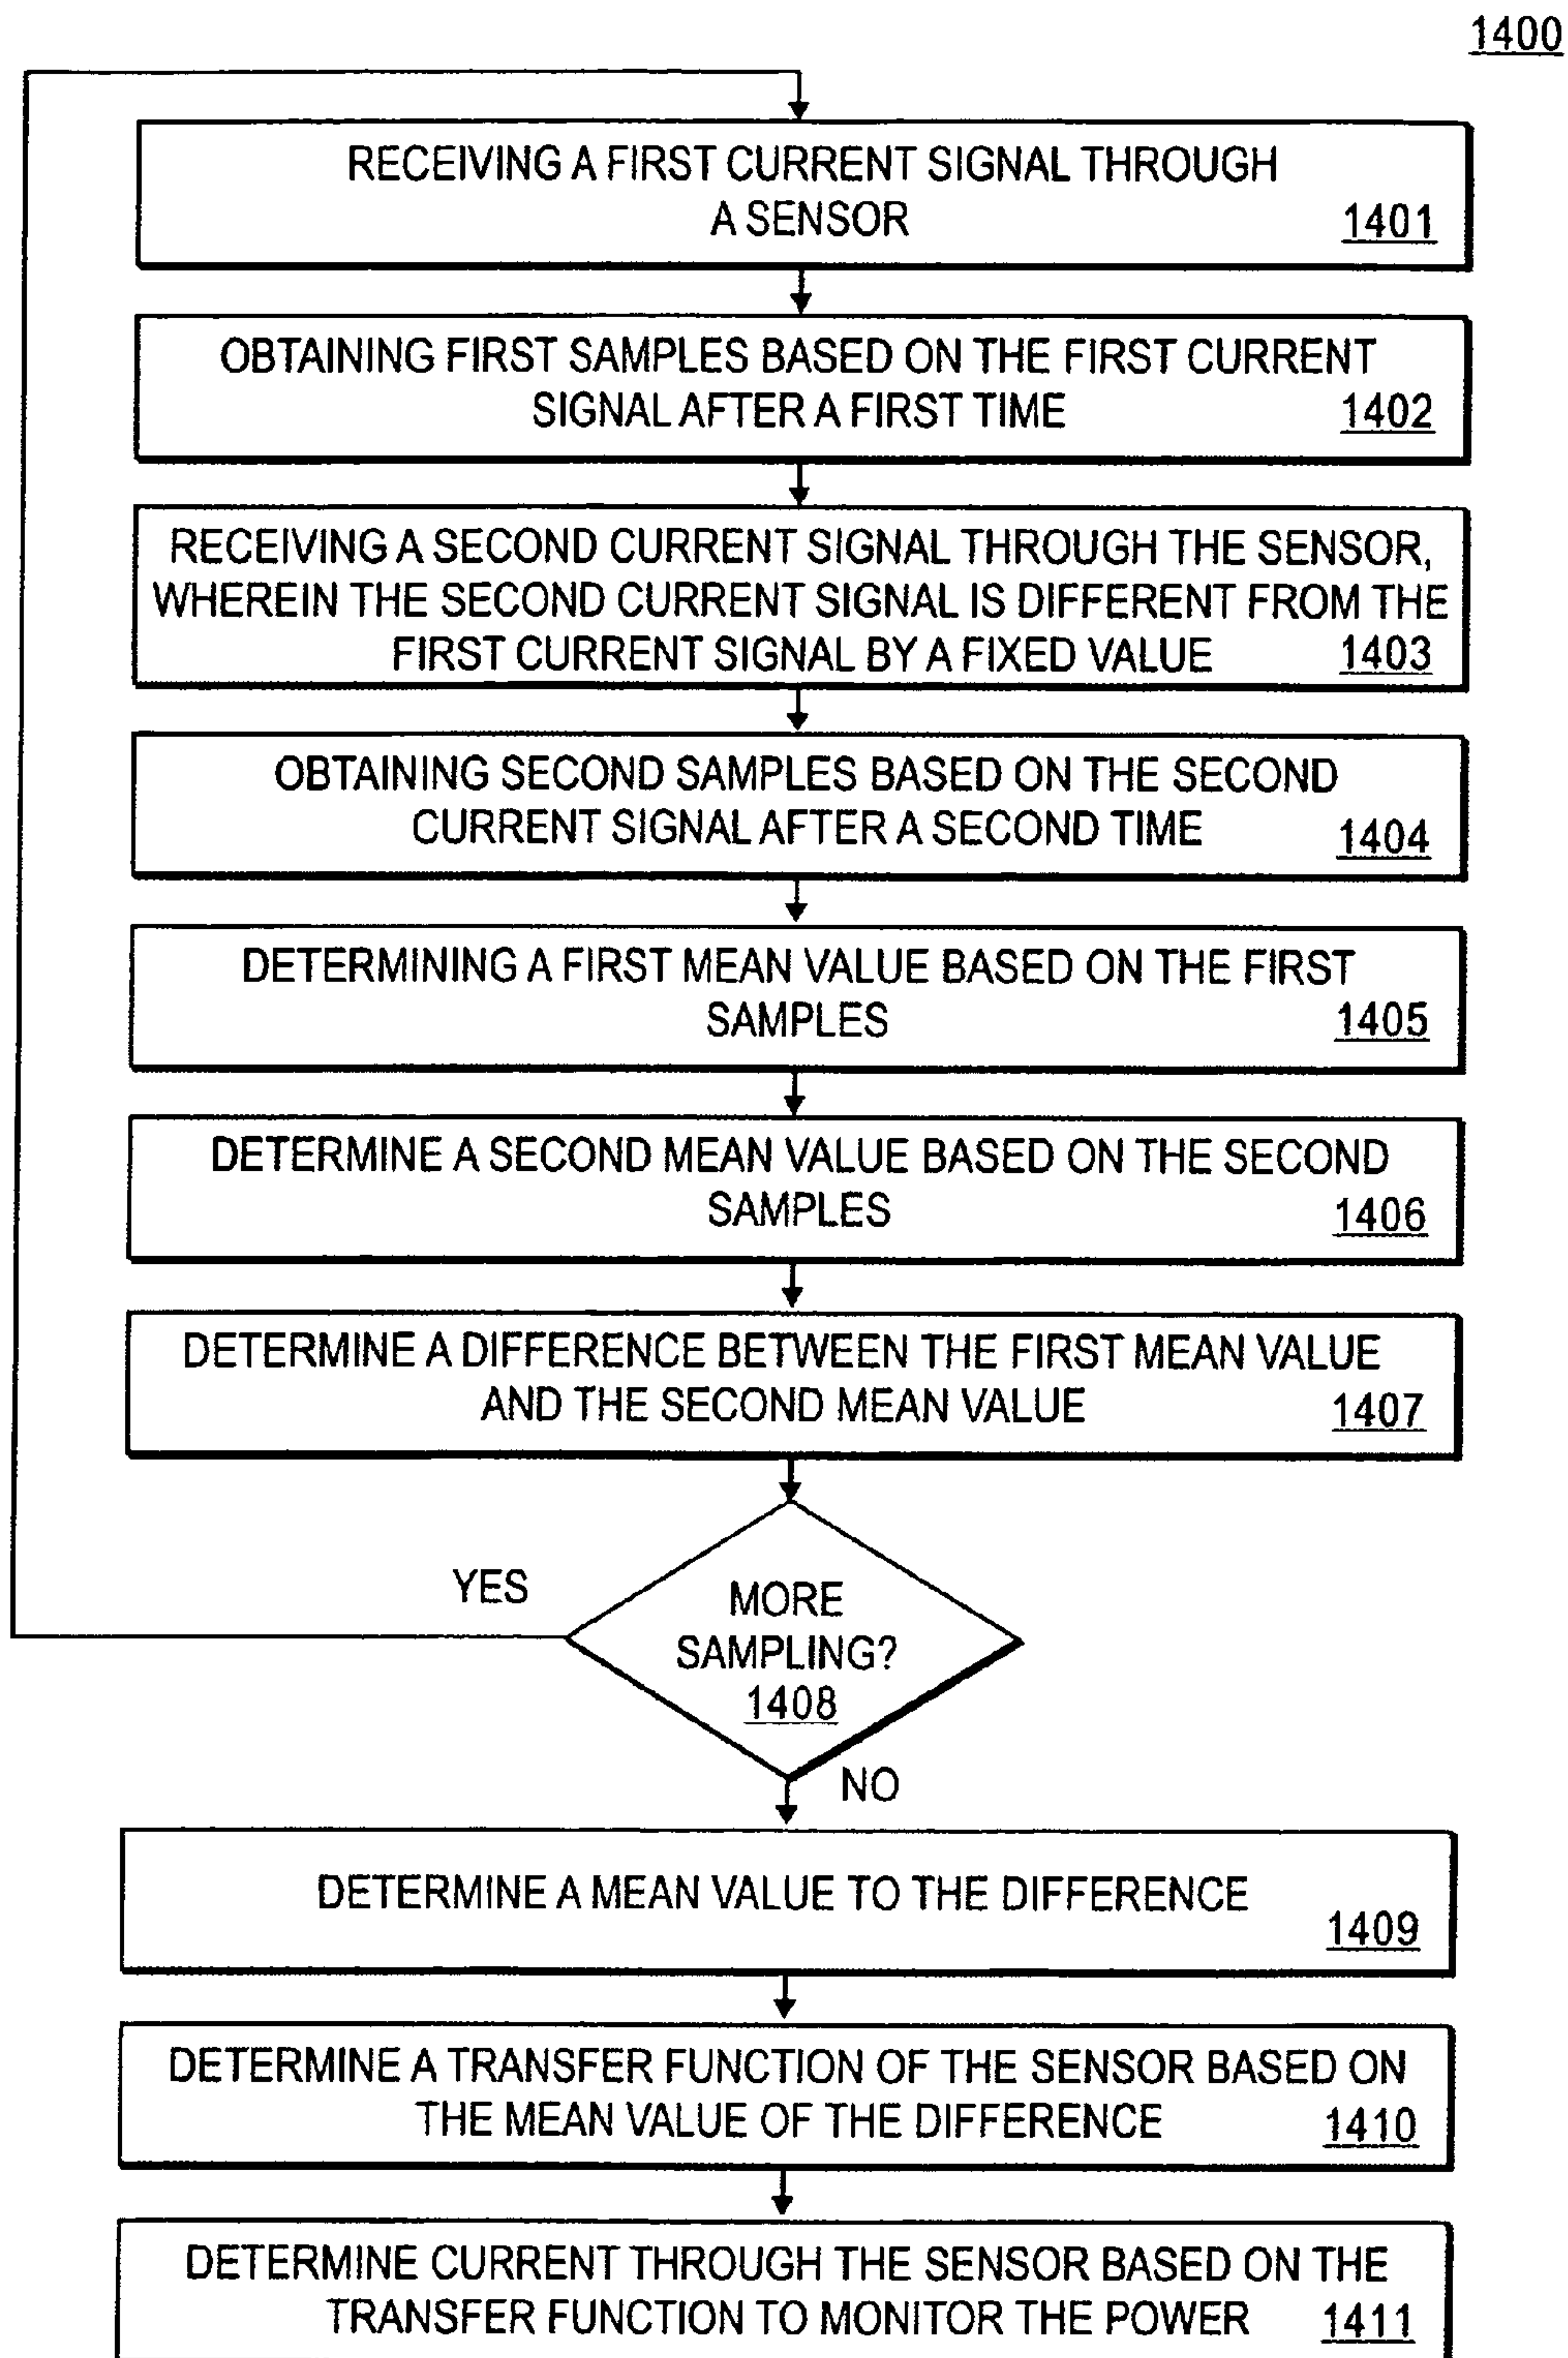 1400
RECEIVING A FIRST CURRENT SIGNAL THROUGH
A SENSOR
1401
OBTAINING FIRST SAMPLES BASED ON THE FIRST CURRENT
SIGNAL AFTER A FIRST TIME
1402
RECEIVING A SECOND CURRENT SIGNAL THROUGH THE SENSOR,
WHEREIN THE SECOND CURRENT SIGNAL IS DIFFERENT FROM THE
FIRST CURRENT SIGNAL BY A FIXED VALUE
1403
OBTAINING SECOND SAMPLES BASED ON THE SECOND
CURRENT SIGNAL AFTER A SECOND TIME
1404
DETERMINING A FIRST MEAN VALUE BASED ON THE FIRST
SAMPLES
1405
DETERMINE A SECOND MEAN VALUE BASED ON THE SECOND
SAMPLES
1406
DETERMINE A DIFFERENCE BETWEEN THE FIRST MEAN VALUE
AND THE SECOND MEAN VALUE
1407
YES
MORE
SAMPLING?
1408
NO
DETERMINE A MEAN VALUE TO THE DIFFERENCE
1409
DETERMINE A TRANSFER FUNCTION OF THE SENSOR BASED ON
THE MEAN VALUE OF THE DIFFERENCE
1410
DETERMINE CURRENT THROUGH THE SENSOR BASED ON THE
TRANSFER FUNCTION TO MONITOR THE POWER
1411